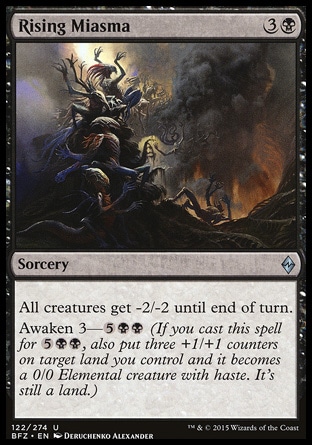 Rising Miasma 3
Sorcery
All creatures get -2/-2 until end of turn.
Awaken 3—5 (If you cast this spell
for 5, also put three +1/+1 counters
on target land you control and it becomes
a 0/0 Elemental creature with haste. It's
still a land.)
122/274 U
BFZ • EN Deruchenko Alexander
™ & © 2015 Wizards of the Coast